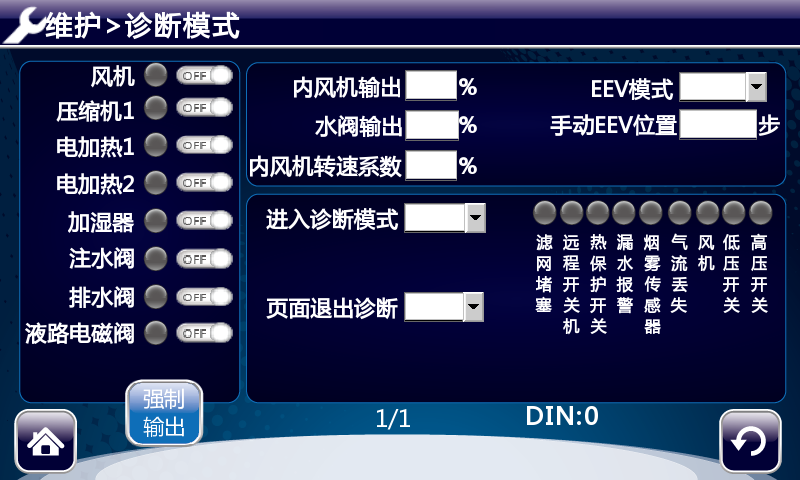 维护>诊断模式
风机 OFF
压缩机1 OFF
电加热1 OFF
电加热2 OFF
加湿器 OFF
注水阀 OFF
排水阀 OFF
液路电磁阀 OFF
内风机输出 %
水阀输出 %
内风机转速系数 %
EEV模式
手动EEV位置 步
进入诊断模式
页面退出诊断
滤网堵塞
远程开关机
热保护开关
漏水报警
烟雾传感器
气流丢失
风机
低压开关
高压开关
强制
输出
1/1
DIN:0